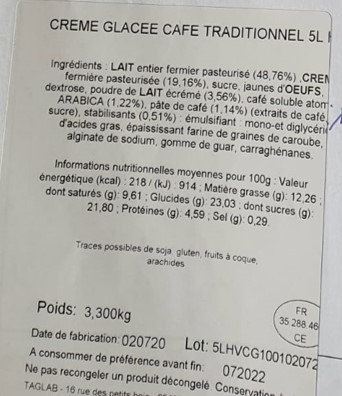 CREME GLACEE CAFE TRADITIONNEL 5L
Ingrédients : LAIT entier fermier pasteurisé (48,76%) ,CREM
fermière pasteurisée (19,16%), sucre, jaunes d'OEUFS,
dextrose, poudre de LAIT écrémé (3,56%), café soluble atom
ARABICA (1,22%), pâte de café (1,14%) (extraits de café,
sucre), stabilisants (0,51%) : émulsifiant : mono-et diglycéri
d'acides gras, épaississant farine de graines de caroube,
alginate de sodium, gomme de guar, carraghénanes.
Informations nutritionnelles moyennes pour 100g : Valeur
énergétique (kcal) : 218 / (kJ) : 914 ; Matière grasse (g): 12,26 ;
dont saturés (g): 9,61 ; Glucides (g): 23,03 ; dont sucres (g):
21,80 ; Protéines (g): 4,59 ; Sel (g): 0,29.
Traces possibles de soja, gluten, fruits à coque,
arachides
Poids: 3,300kg
FR
35.288.46
CE
Date de fabrication: 020720 Lot: 5LHVCG100102072
A consommer de préférence avant fin: 072022
Ne pas recongeler un produit décongelé Conservation
TAGLAB - 16 rue des petits bois